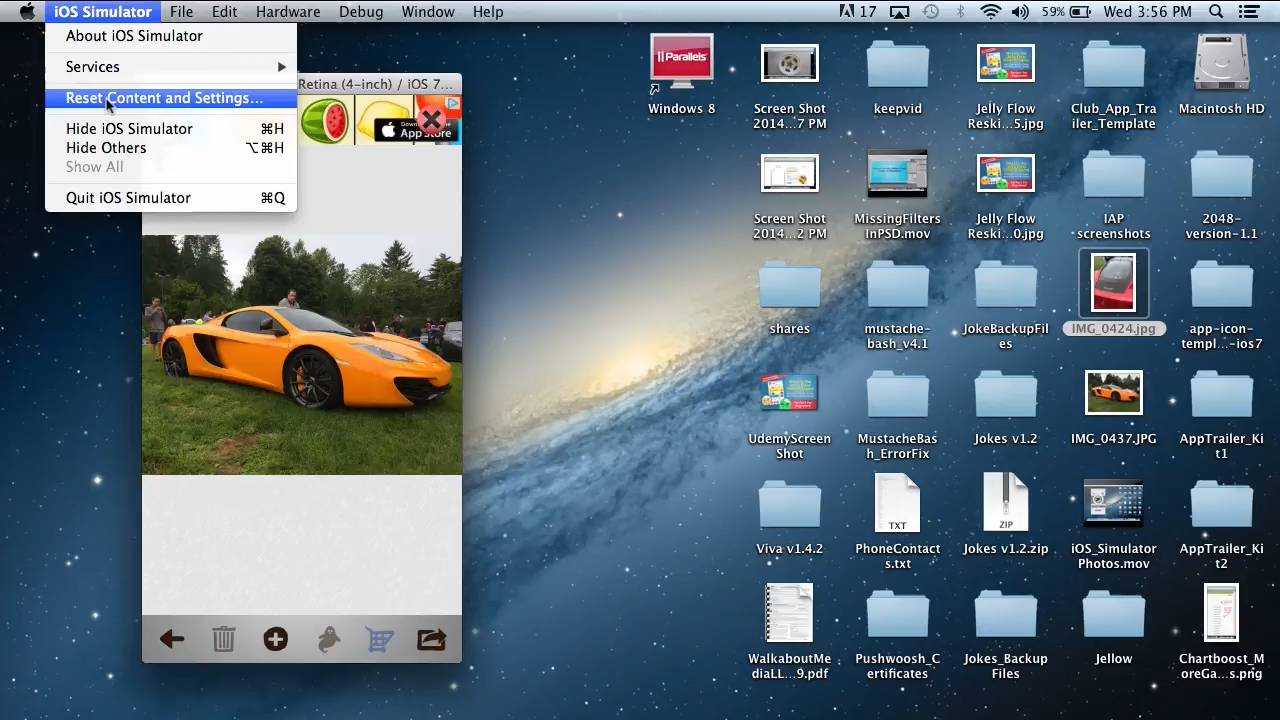 iOS Simulator File Edit Hardware Debug Window Help 17 59% Wed 3:56 PM
About iOS Simulator
Services
Reset Content and Settings...
Hide iOS Simulator ⌘H
Hide Others ⌥⌘H
Show All
Quit iOS Simulator ⌘Q
Retina (4-inch) / iOS 7...
App Store
Parallels
Windows 8
Screen Shot
2014...7 PM
keepvid
Jelly Flow
Reski...5.jpg
Club_App_Tra
iler_Template
Macintosh HD
Screen Shot
2014...2 PM
MissingFilters
InPSD.mov
Jelly Flow
Reski...0.jpg
IAP
screenshots
2048-
version-1.1
shares
mustache-
bash_v4.1
JokeBackupFil
es
IMG_0424.jpg
app-icon-
templ...-ios7
UdemyScreen
Shot
MustacheBas
h_ErrorFix
Jokes v1.2
IMG_0437.JPG
AppTrailer_Ki
t1
TXT
ZIP
Viva v1.4.2
PhoneContact
s.txt
Jokes v1.2.zip
iOS_Simulator
Photos.mov
AppTrailer_Ki
t2
WalkaboutMe
diaLL...9.pdf
Pushwoosh_C
ertificates
Jokes_Backup
Files
Jellow
Chartboost_M
oreGa...s.png